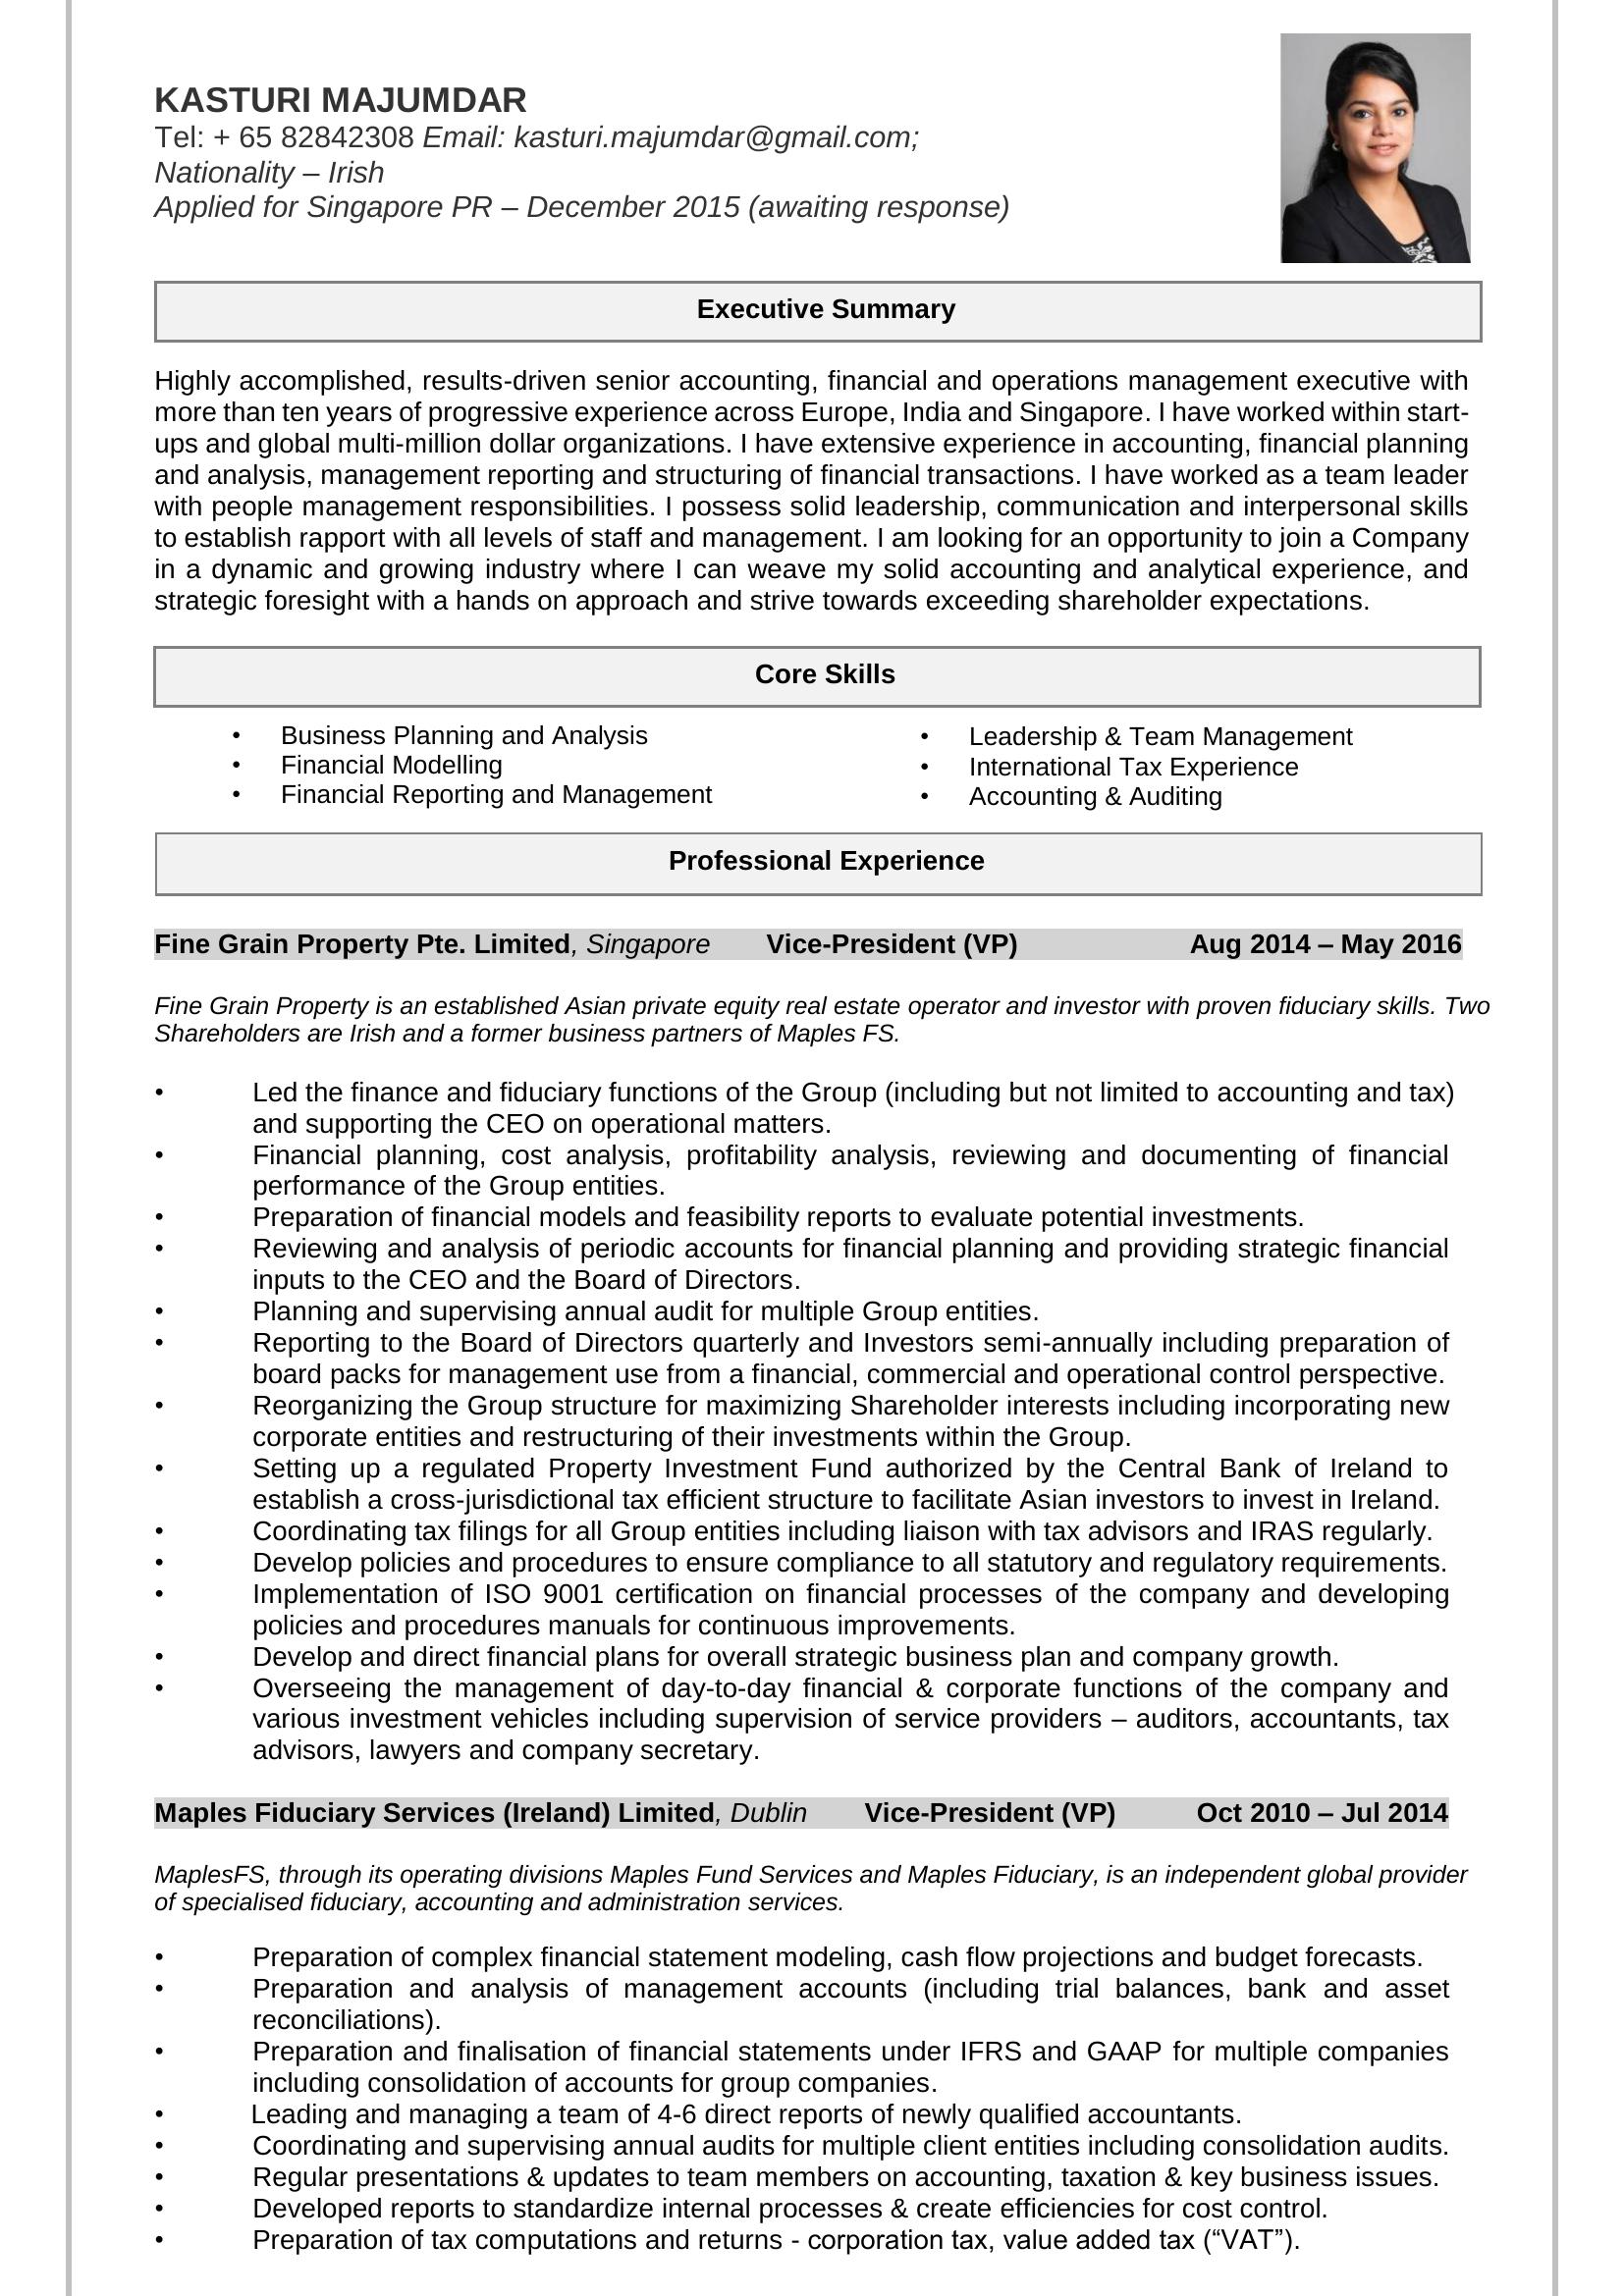 KASTURI MAJUMDAR
Tel: + 65 82842308 Email: kasturi.majumdar@gmail.com;
Nationality – Irish
Applied for Singapore PR – December 2015 (awaiting response)
Executive Summary
Highly accomplished, results-driven senior accounting, financial and operations management executive with
more than ten years of progressive experience across Europe, India and Singapore. I have worked within start-
ups and global multi-million dollar organizations. I have extensive experience in accounting, financial planning
and analysis, management reporting and structuring of financial transactions. I have worked as a team leader
with people management responsibilities. I possess solid leadership, communication and interpersonal skills
to establish rapport with all levels of staff and management. I am looking for an opportunity to join a Company
in a dynamic and growing industry where I can weave my solid accounting and analytical experience, and
strategic foresight with a hands on approach and strive towards exceeding shareholder expectations.
Core Skills
• Business Planning and Analysis
• Financial Modelling
• Financial Reporting and Management
• Leadership & Team Management
• International Tax Experience
• Accounting & Auditing
Professional Experience
Fine Grain Property Pte. Limited, Singapore Vice-President (VP) Aug 2014 – May 2016
Fine Grain Property is an established Asian private equity real estate operator and investor with proven fiduciary skills. Two
Shareholders are Irish and a former business partners of Maples FS.
• Led the finance and fiduciary functions of the Group (including but not limited to accounting and tax)
and supporting the CEO on operational matters.
• Financial planning, cost analysis, profitability analysis, reviewing and documenting of financial
performance of the Group entities.
• Preparation of financial models and feasibility reports to evaluate potential investments.
• Reviewing and analysis of periodic accounts for financial planning and providing strategic financial
inputs to the CEO and the Board of Directors.
• Planning and supervising annual audit for multiple Group entities.
• Reporting to the Board of Directors quarterly and Investors semi-annually including preparation of
board packs for management use from a financial, commercial and operational control perspective.
• Reorganizing the Group structure for maximizing Shareholder interests including incorporating new
corporate entities and restructuring of their investments within the Group.
• Setting up a regulated Property Investment Fund authorized by the Central Bank of Ireland to
establish a cross-jurisdictional tax efficient structure to facilitate Asian investors to invest in Ireland.
• Coordinating tax filings for all Group entities including liaison with tax advisors and IRAS regularly.
• Develop policies and procedures to ensure compliance to all statutory and regulatory requirements.
• Implementation of ISO 9001 certification on financial processes of the company and developing
policies and procedures manuals for continuous improvements.
• Develop and direct financial plans for overall strategic business plan and company growth.
• Overseeing the management of day-to-day financial & corporate functions of the company and
various investment vehicles including supervision of service providers – auditors, accountants, tax
advisors, lawyers and company secretary.
Maples Fiduciary Services (Ireland) Limited, Dublin Vice-President (VP) Oct 2010 – Jul 2014
MaplesFS, through its operating divisions Maples Fund Services and Maples Fiduciary, is an independent global provider
of specialised fiduciary, accounting and administration services.
• Preparation of complex financial statement modeling, cash flow projections and budget forecasts.
• Preparation and analysis of management accounts (including trial balances, bank and asset
reconciliations).
• Preparation and finalisation of financial statements under IFRS and GAAP for multiple companies
including consolidation of accounts for group companies.
• Leading and managing a team of 4-6 direct reports of newly qualified accountants.
• Coordinating and supervising annual audits for multiple client entities including consolidation audits.
• Regular presentations & updates to team members on accounting, taxation & key business issues.
• Developed reports to standardize internal processes & create efficiencies for cost control.
• Preparation of tax computations and returns - corporation tax, value added tax (“VAT”).